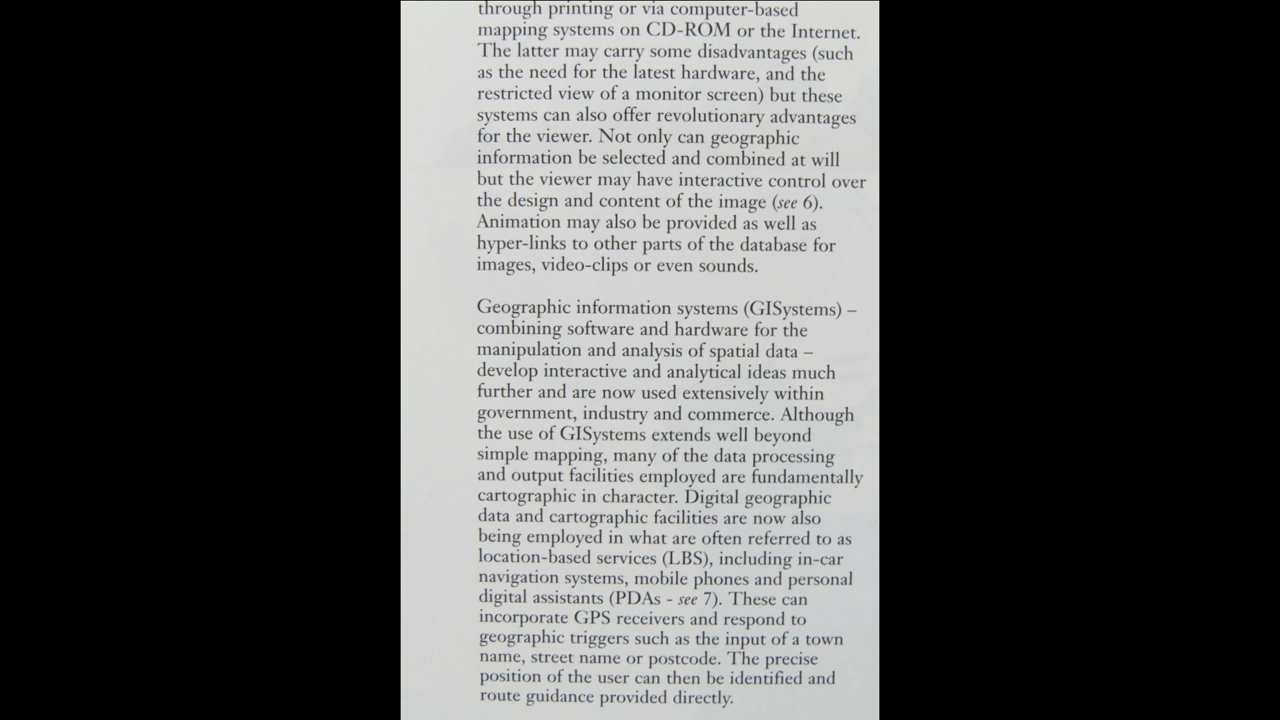 through printing or via computer-based
mapping systems on CD-ROM or the Internet.
The latter may carry some disadvantages (such
as the need for the latest hardware, and the
restricted view of a monitor screen) but these
systems can also offer revolutionary advantages
for the viewer. Not only can geographic
information be selected and combined at will
but the viewer may have interactive control over
the design and content of the image (see 6).
Animation may also be provided as well as
hyper-links to other parts of the database for
images, video-clips or even sounds.
Geographic information systems (GISystems) –
combining software and hardware for the
manipulation and analysis of spatial data –
develop interactive and analytical ideas much
further and are now used extensively within
government, industry and commerce. Although
the use of GISystems extends well beyond
simple mapping, many of the data processing
and output facilities employed are fundamentally
cartographic in character. Digital geographic
data and cartographic facilities are now also
being employed in what are often referred to as
location-based services (LBS), including in-car
navigation systems, mobile phones and personal
digital assistants (PDAs - see 7). These can
incorporate GPS receivers and respond to
geographic triggers such as the input of a town
name, street name or postcode. The precise
position of the user can then be identified and
route guidance provided directly.